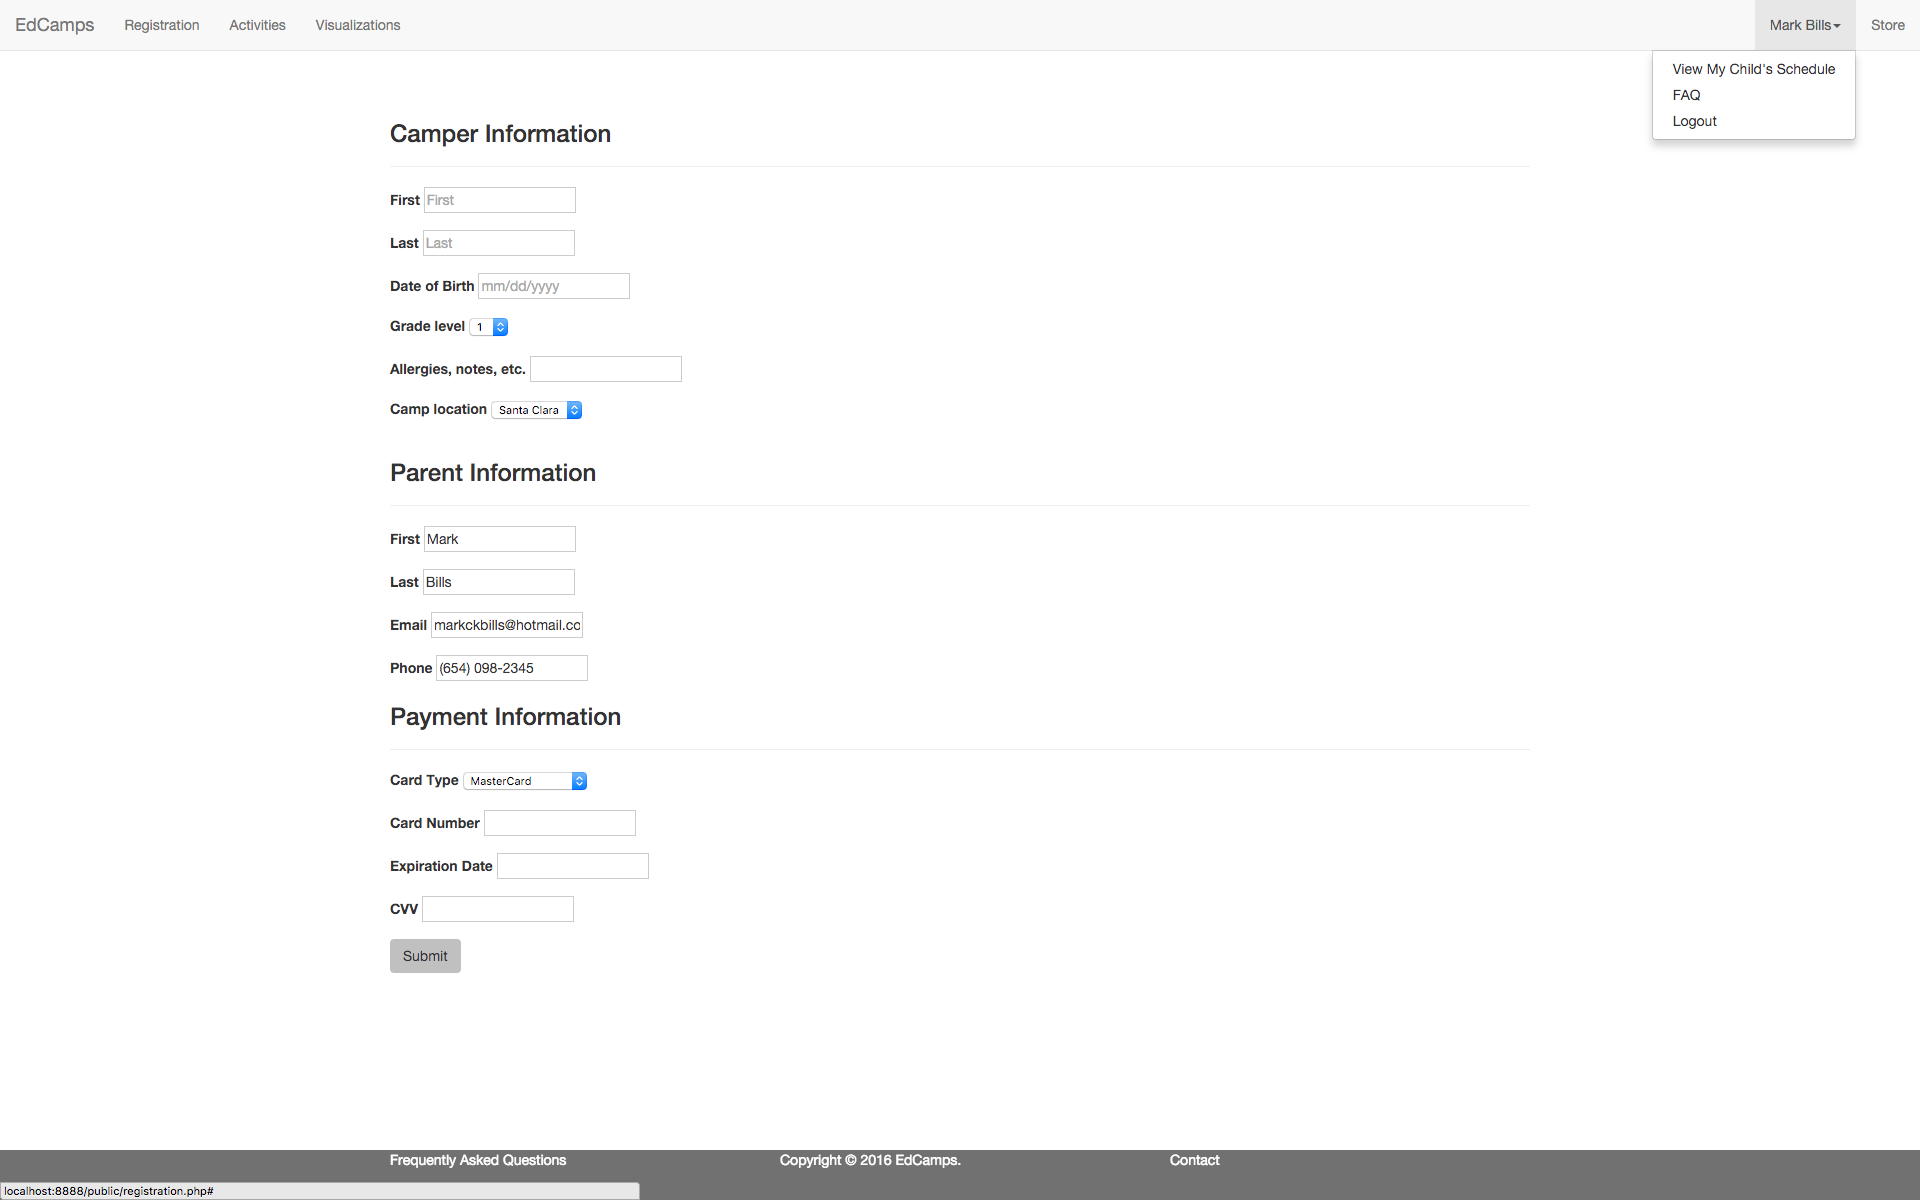 EdCamps Registration Activities Visualizations Mark Bills Store
View My Child's Schedule
FAQ
Logout
Camper Information
First First
Last Last
Date of Birth mm/dd/yyyy
Grade level 1
Allergies, notes, etc.
Camp location Santa Clara
Parent Information
First Mark
Last Bills
Email markckbills@hotmail.co
Phone (654) 098-2345
Payment Information
Card Type MasterCard
Card Number
Expiration Date
CVV
Submit
Frequently Asked Questions Copyright © 2016 EdCamps. Contact
localhost:8888/public/registration.php#